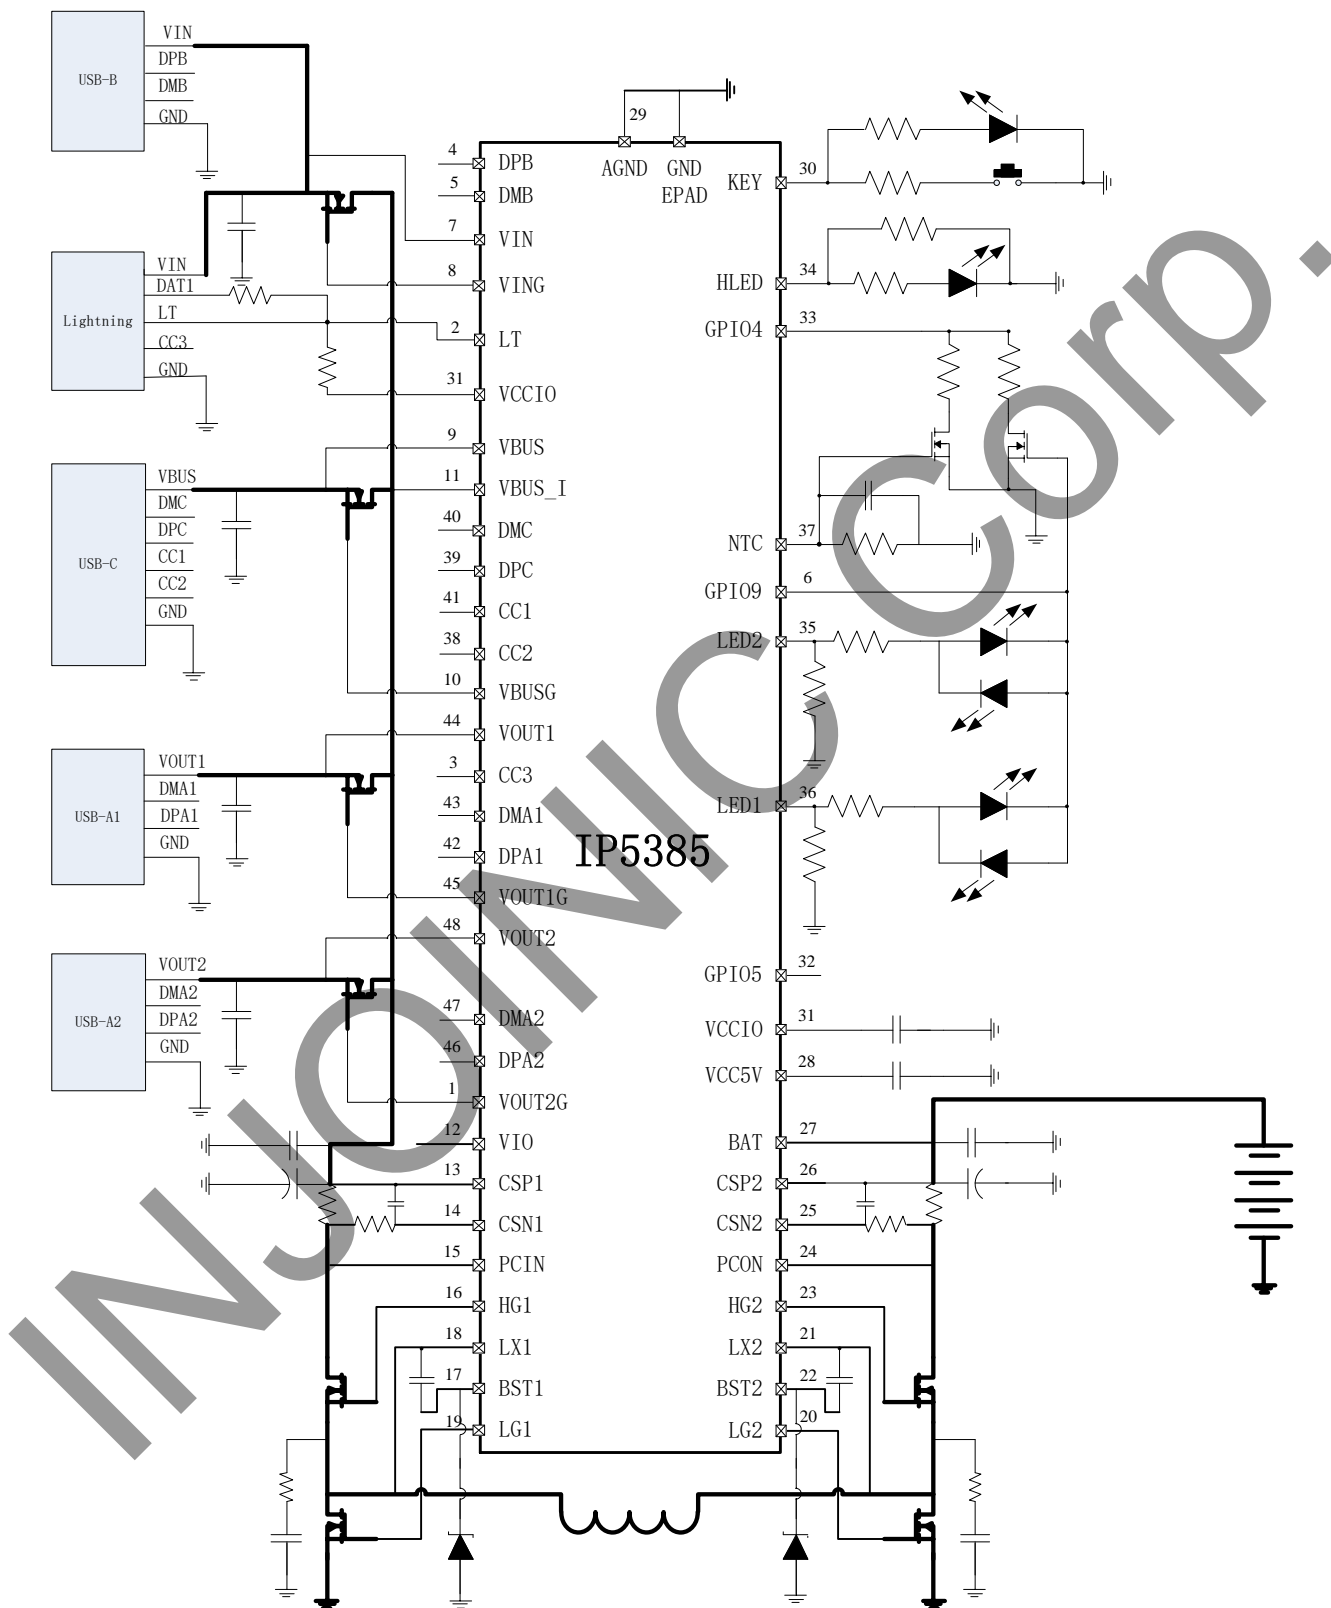 VIN
DPB
DMB
GND
USB-B
VIN
DAT1
LT
CC3
GND
Lightning
VBUS
DMC
DPC
CC1
CC2
GND
USB-C
VOUT1
DMA1
DPA1
GND
USB-A1
VOUT2
DMA2
DPA2
GND
USB-A2
29
AGND
GND
EPAD
4 DPB
5 DMB
7 VIN
8 VING
2 LT
31 VCCIO
9 VBUS
11 VBUS_I
40 DMC
39 DPC
41 CC1
38 CC2
10 VBUSG
44 VOUT1
3 CC3
43 DMA1
42 DPA1
45 VOUT1G
48 VOUT2
47 DMA2
46 DPA2
1 VOUT2G
12 VIO
13 CSP1
14 CSN1
15 PCIN
16 HG1
18 LX1
17 BST1
19 LG1
IP5385
KEY 30
HLED 34
GPIO4 33
NTC 37
GPIO9 6
LED2 35
LED1 36
GPIO5 32
VCCIO 31
VCC5V 28
BAT 27
CSP2 26
CSN2 25
PCON 24
HG2 23
LX2 21
BST2 22
LG2 20
INJOINIC Corp.